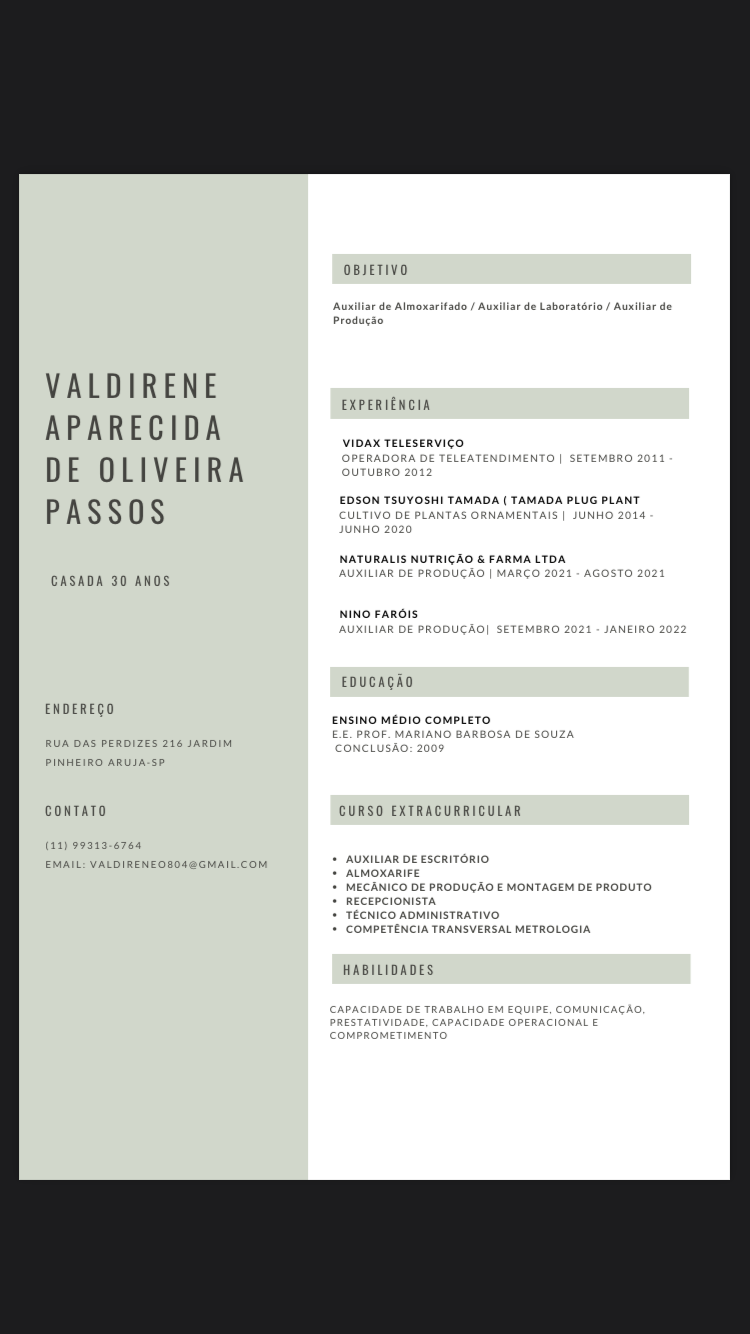 VALDIRENE
APARECIDA
DE OLIVEIRA
PASSOS
CASADA 30 ANOS
ENDEREÇO
RUA DAS PERDIZES 216 JARDIM
PINHEIRO ARUJA-SP
CONTATO
(11) 99313-6764
EMAIL: VALDIRENEO804@GMAIL.COM
OBJETIVO
Auxiliar de Almoxarifado / Auxiliar de Laboratório / Auxiliar de
Produção
EXPERIÊNCIA
VIDAX TELESERVIÇO
OPERADORA DE TELEATENDIMENTO | SETEMBRO 2011 -
OUTUBRO 2012
EDSON TSUYOSHI TAMADA ( TAMADA PLUG PLANT
CULTIVO DE PLANTAS ORNAMENTAIS | JUNHO 2014 -
JUNHO 2020
NATURALIS NUTRIÇÃO & FARMA LTDA
AUXILIAR DE PRODUÇÃO | MARÇO 2021 - AGOSTO 2021
NINO FARÓIS
AUXILIAR DE PRODUÇÃO| SETEMBRO 2021 - JANEIRO 2022
EDUCAÇÃO
ENSINO MÉDIO COMPLETO
E.E. PROF. MARIANO BARBOSA DE SOUZA
CONCLUSÃO: 2009
CURSO EXTRACURRICULAR
• AUXILIAR DE ESCRITÓRIO
• ALMOXARIFE
• MECÂNICO DE PRODUÇÃO E MONTAGEM DE PRODUTO
• RECEPCIONISTA
• TÉCNICO ADMINISTRATIVO
• COMPETÊNCIA TRANSVERSAL METROLOGIA
HABILIDADES
CAPACIDADE DE TRABALHO EM EQUIPE, COMUNICAÇÃO,
PRESTATIVIDADE, CAPACIDADE OPERACIONAL E
COMPROMETIMENTO